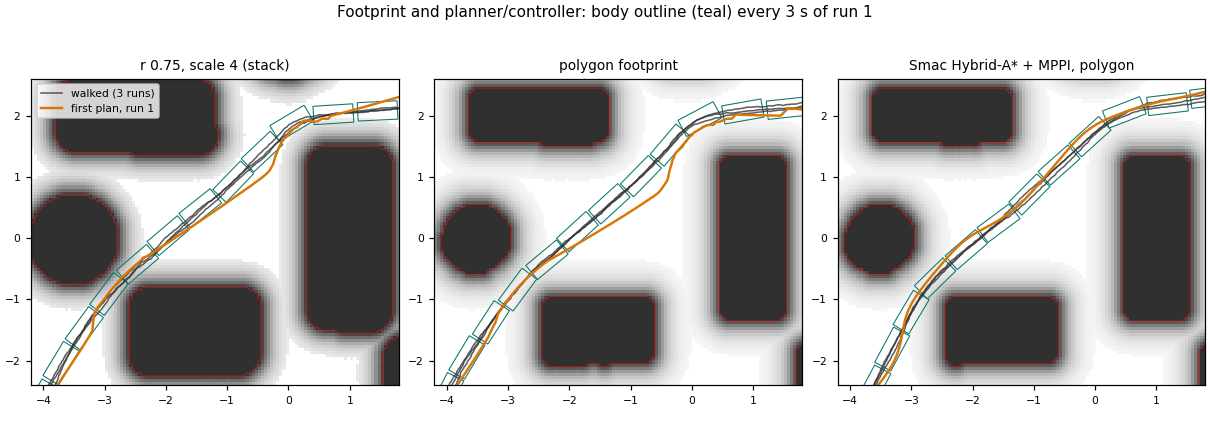 Footprint and planner/controller: body outline (teal) every 3 s of run 1
r 0.75, scale 4 (stack)
polygon footprint
Smac Hybrid-A* + MPPI, polygon
walked (3 runs)
first plan, run 1
2
1
0
−1
−2
−4 −3 −2 −1 0 1
2
1
0
−1
−2
−4 −3 −2 −1 0 1
2
1
0
−1
−2
−4 −3 −2 −1 0 1